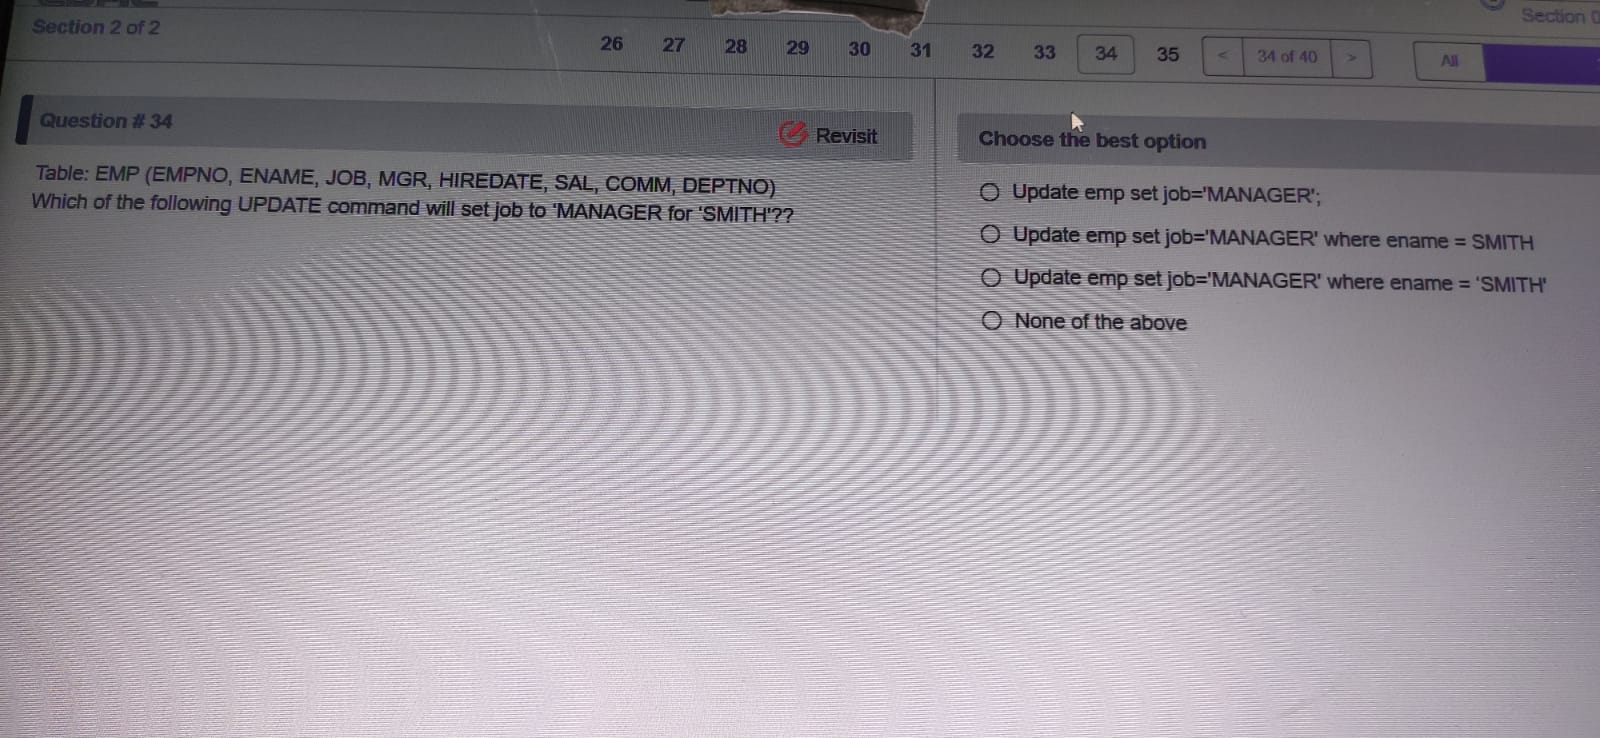 Section 2 of 2
26 27 28 29 30 31 32 33 34 35 < 34 of 40 > All
Question # 34
Revisit
Table: EMP (EMPNO, ENAME, JOB, MGR, HIREDATE, SAL, COMM, DEPTNO)
Which of the following UPDATE command will set job to 'MANAGER for 'SMITH'??
Section
Choose the best option
Update emp set job='MANAGER';
Update emp set job='MANAGER' where ename = SMITH
Update emp set job='MANAGER' where ename = 'SMITH'
None of the above